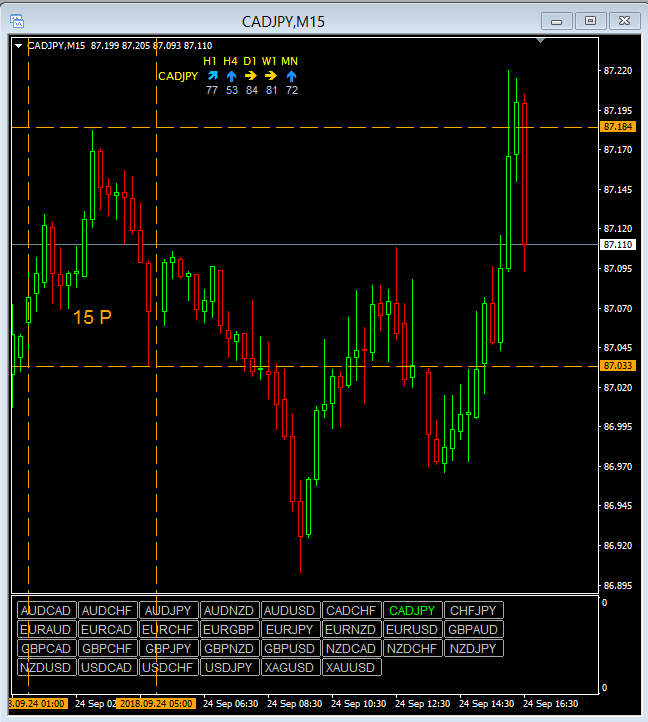 CADJPY,M15
CADJPY,M15 87.199 87.205 87.093 87.110
H1 H4 D1 W1 MN
CADJPY
77 53 84 81 72
87.220
87.195
87.184
87.170
87.145
87.120
87.110
87.095
15 P
87.070
87.045
87.033
87.020
86.995
86.970
86.945
86.920
86.895
0
AUDCAD AUDCHF AUDJPY AUDNZD AUDUSD CADCHF CADJPY CHFJPY
EURAUD EURCAD EURCHF EURGBP EURJPY EURNZD EURUSD GBPAUD
GBPCAD GBPCHF GBPJPY GBPNZD GBPUSD NZDCAD NZDCHF NZDJPY
NZDUSD USDCAD USDCHF USDJPY XAGUSD XAUUSD
0
8.09.24 01:00 24 Sep 02 2018.09.24 05:00 24 Sep 06:30 24 Sep 08:30 24 Sep 10:30 24 Sep 12:30 24 Sep 14:30 24 Sep 16:30